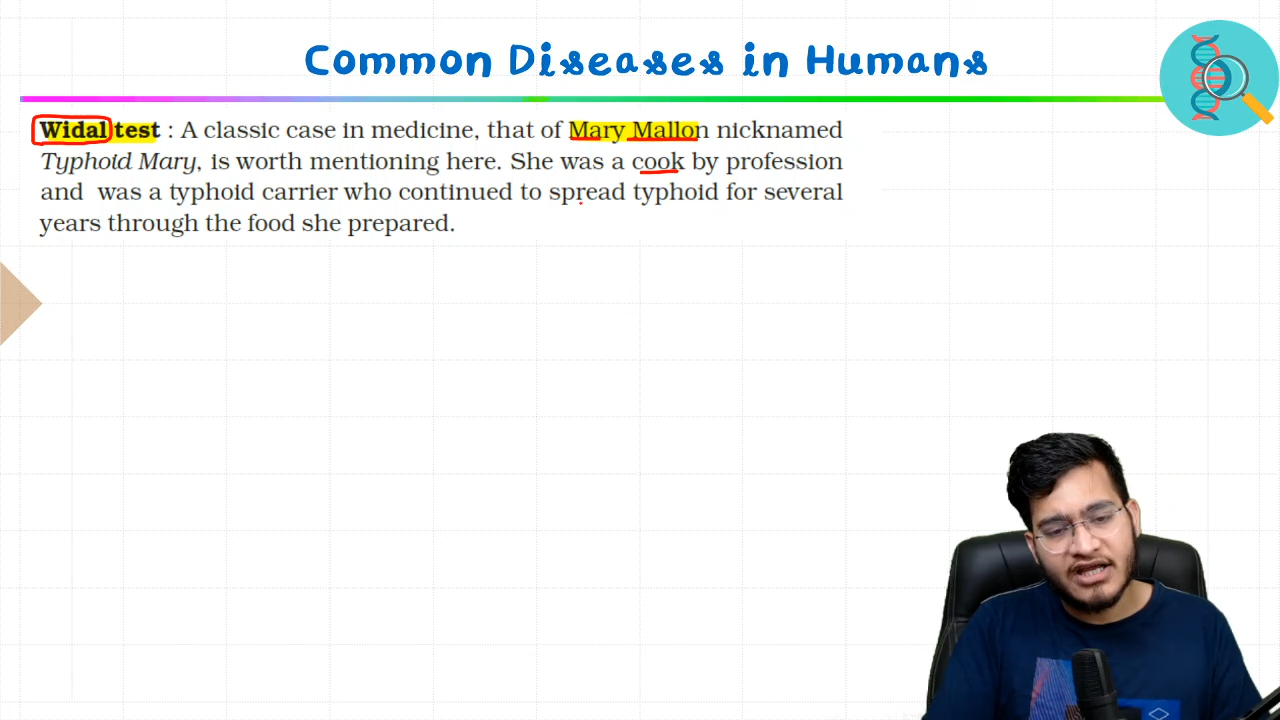 Common Diseases in Humans
Widal test : A classic case in medicine, that of Mary Mallon nicknamed
Typhoid Mary, is worth mentioning here. She was a cook by profession
and was a typhoid carrier who continued to spread typhoid for several
years through the food she prepared.